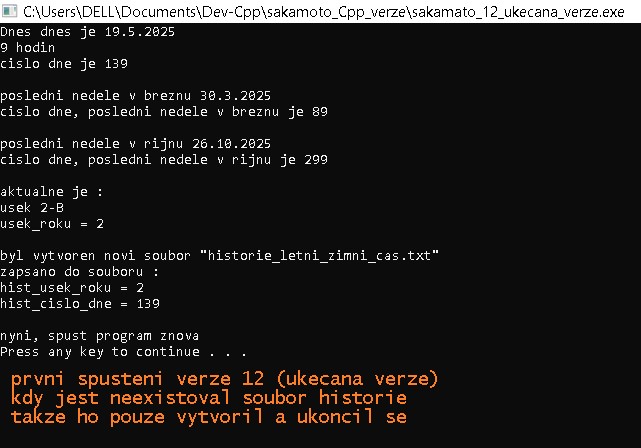 C:\Users\DELL\Documents\Dev-Cpp\sakamoto_Cpp_verze\sakamato_12_ukecana_verze.exe
Dnes dnes je 19.5.2025
9 hodin
cislo dne je 139
posledni nedele v breznu 30.3.2025
cislo dne, posledni nedele v breznu je 89
posledni nedele v rijnu 26.10.2025
cislo dne, posledni nedele v rijnu je 299
aktualne je :
usek 2-B
usek_roku = 2
byl vytvoren novi soubor "historie_letni_zimni_cas.txt"
zapsano do souboru :
hist_usek_roku = 2
hist_cislo_dne = 139
nyni, spust program znova
Press any key to continue . . .
prvni spusteni verze 12 (ukecana verze)
kdy jest neexistoval soubor historie
takze ho pouze vytvoril a ukoncil se